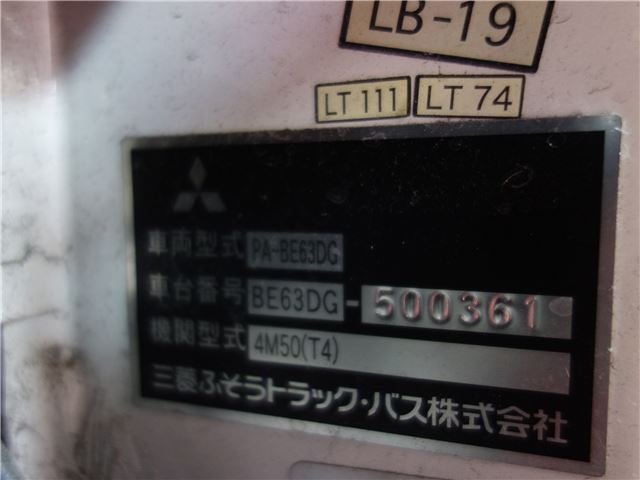 LB-19
LT 111 LT 74
車両型式 PA-BE63DG
車台番号 BE63DG-500361
機関型式 4M50(T4)
三菱ふそうトラック・バス株式会社